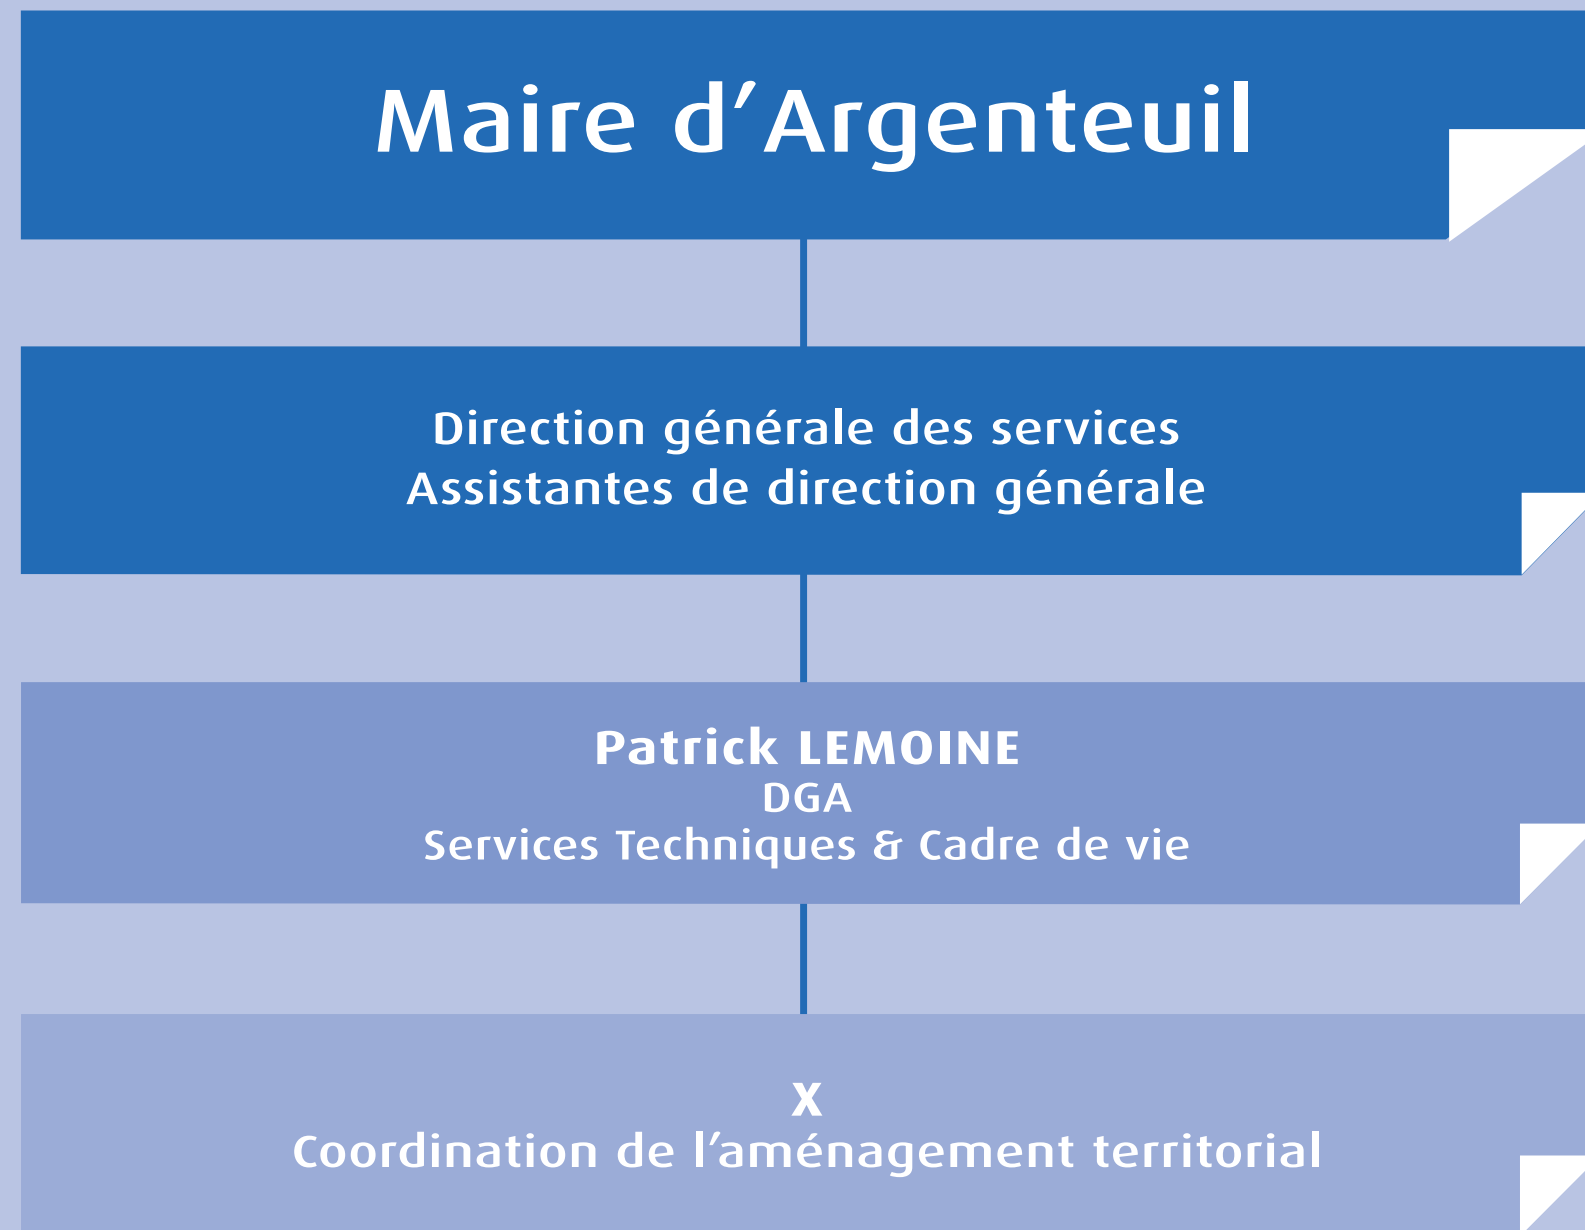 Maire d’Argenteuil
Direction générale des services
Assistantes de direction générale
Patrick LEMOINE
DGA
Services Techniques & Cadre de vie
X
Coordination de l’aménagement territorial